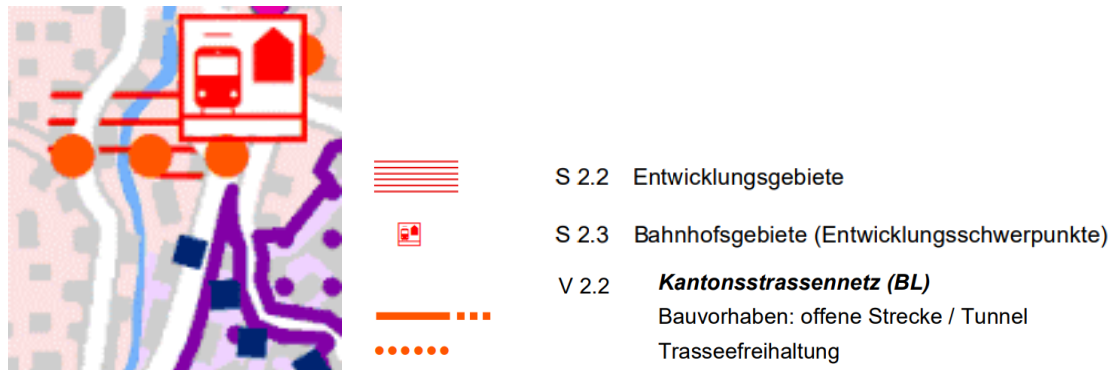 S 2.2 Entwicklungsgebiete
S 2.3 Bahnhofsgebiete (Entwicklungsschwerpunkte)
V 2.2 Kantonsstrassennetz (BL)
Bauvorhaben: offene Strecke / Tunnel
Trasseefreihaltung